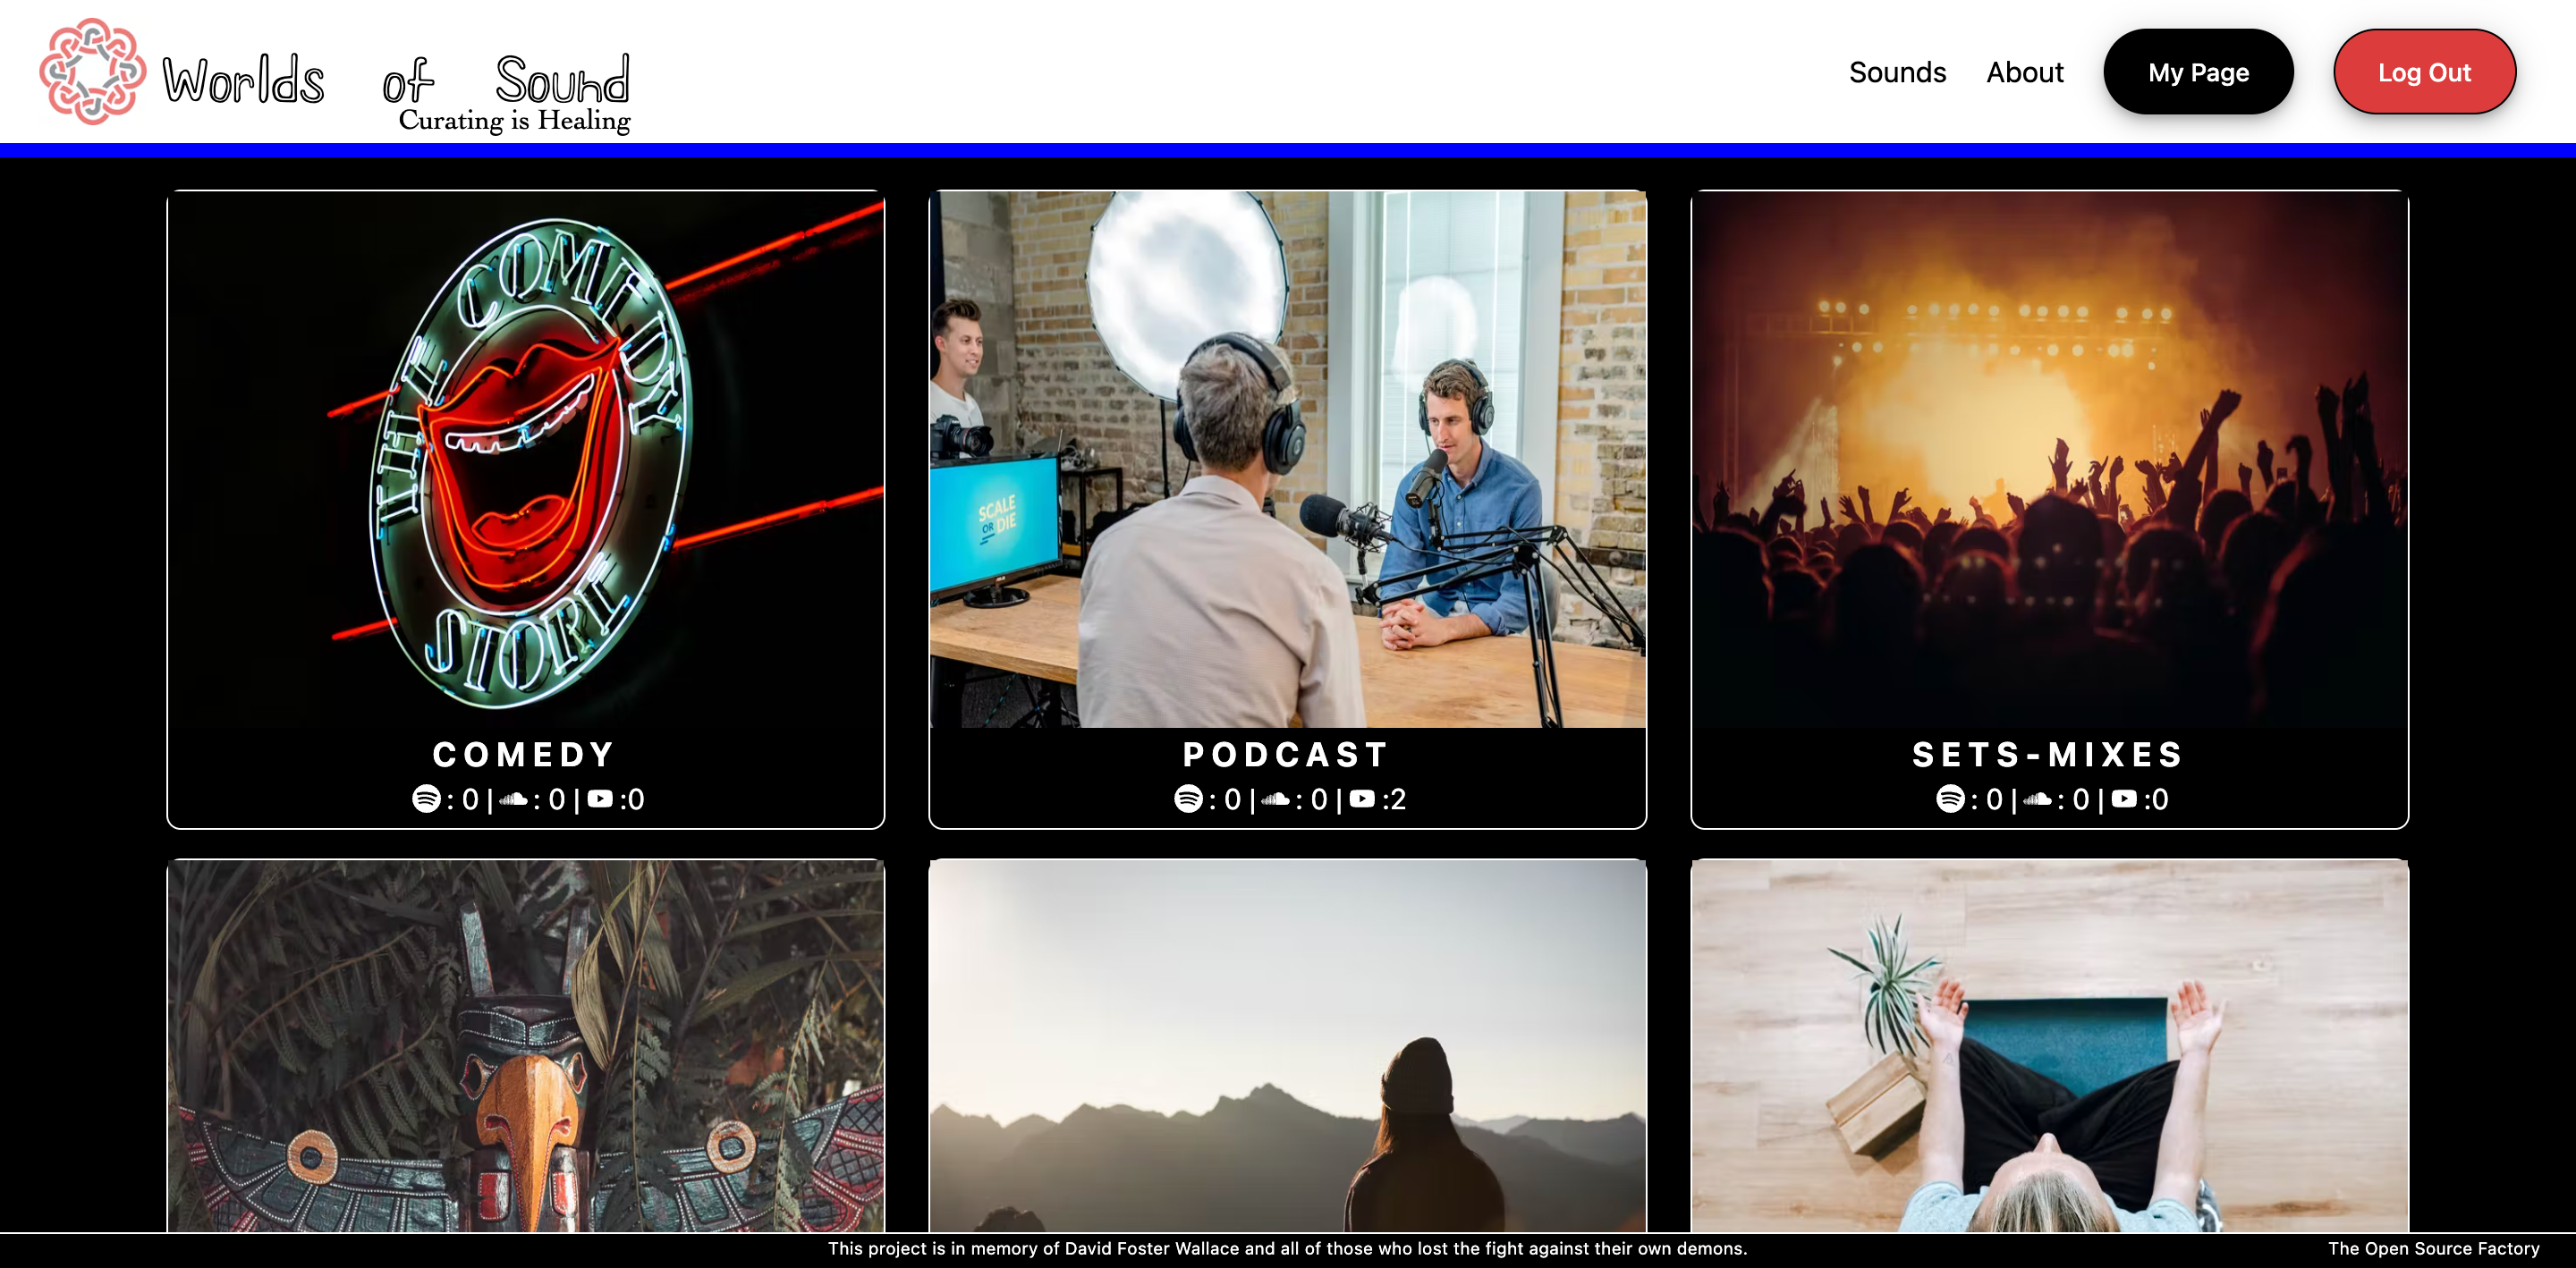 Worlds of Sound
Curating is Healing
Sounds
About
My Page
Log Out
THE COMEDY
STORE
SCALE
OR DIE
COMEDY
: 0 | : 0 | :0
PODCAST
: 0 | : 0 | :2
SETS-MIXES
: 0 | : 0 | :0
This project is in memory of David Foster Wallace and all of those who lost the fight against their own demons.
The Open Source Factory